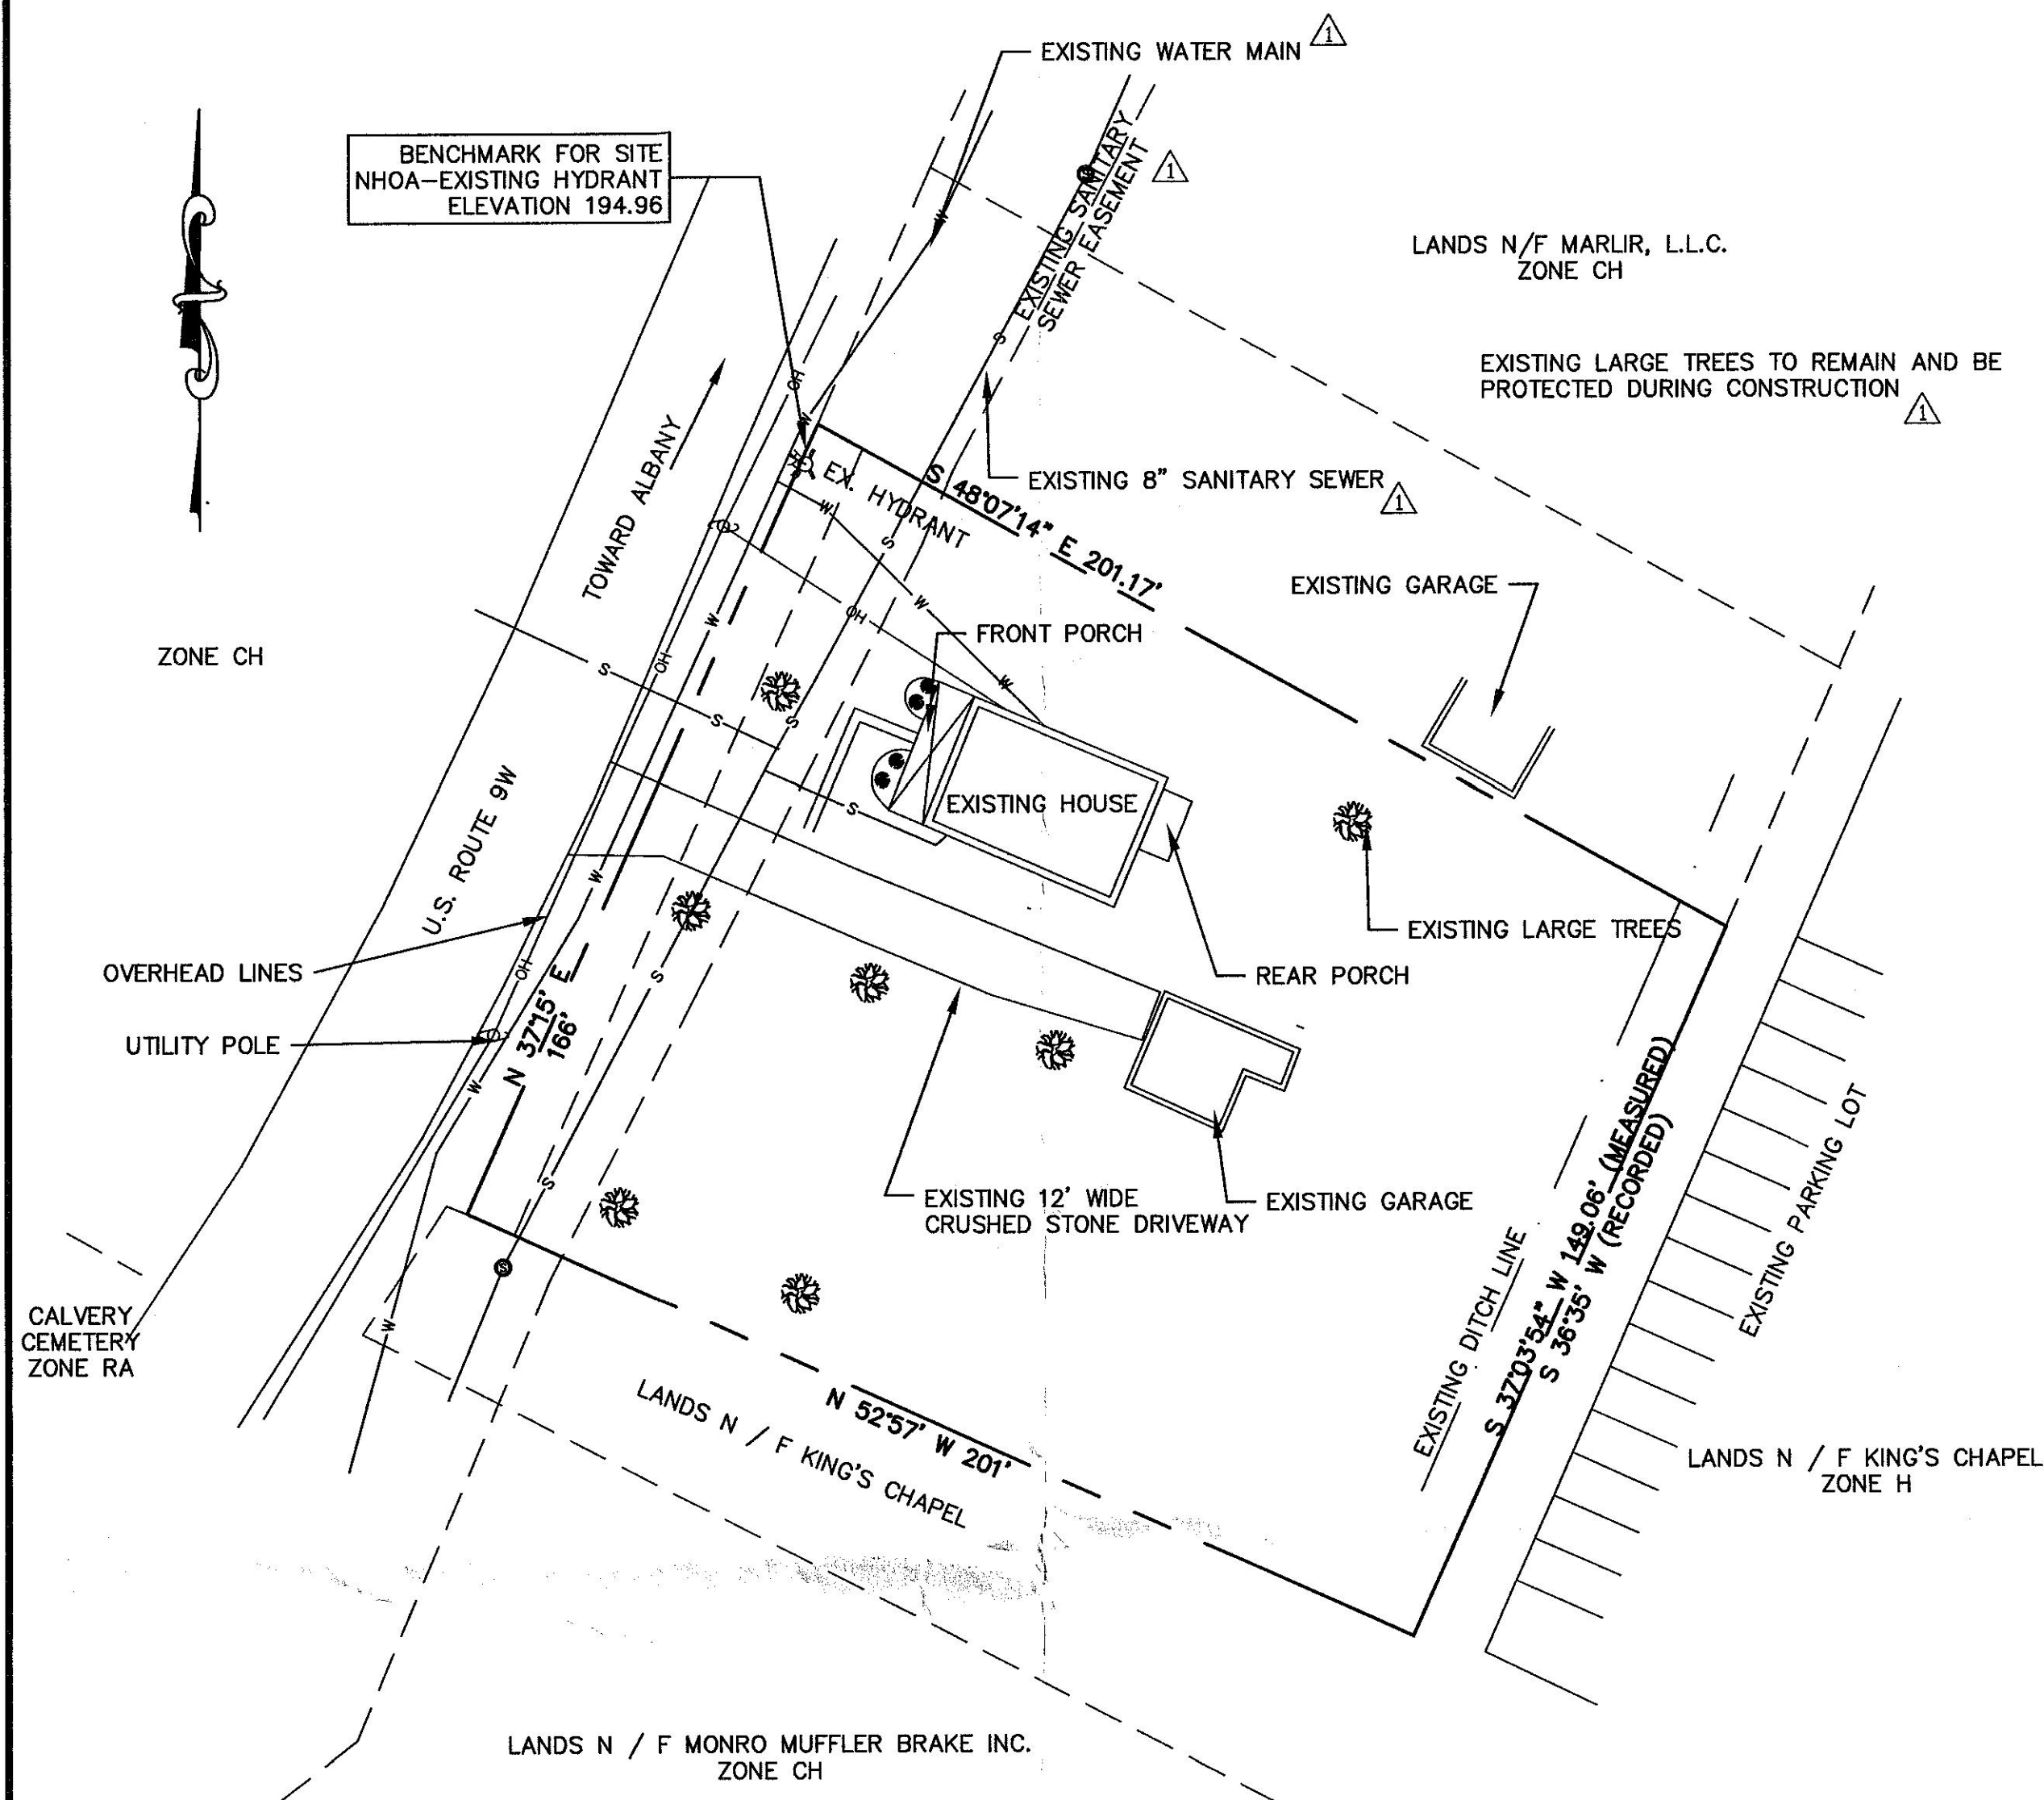 EXISTING WATER MAIN
1
BENCHMARK FOR SITE
NHOA-EXISTING HYDRANT
ELEVATION 194.96
EXISTING SANITARY
SEWER EASEMENT
1
LANDS N/F MARLIR, L.L.C.
ZONE CH
EXISTING LARGE TREES TO REMAIN AND BE
PROTECTED DURING CONSTRUCTION
1
W
S
OH
W
TOWARD ALBANY
EX. HYDRANT
S 48°07'14" E 201.17'
EXISTING 8" SANITARY SEWER
1
W
S
EXISTING GARAGE
W
OH
W
FRONT PORCH
ZONE CH
S
OH
W
S
S
EXISTING HOUSE
S
U.S. ROUTE 9W
W
EXISTING LARGE TREES
OVERHEAD LINES
OH
S
REAR PORCH
UTILITY POLE
N 37°15' E
166'
W
S
EXISTING 12' WIDE
CRUSHED STONE DRIVEWAY
EXISTING GARAGE
S
EXISTING PARKING LOT
S 37°03'54" W 149.06' (MEASURED)
S 36°35' W (RECORDED)
EXISTING DITCH LINE
CALVERY
CEMETERY
ZONE RA
W
N 52°57' W 201'
LANDS N / F KING'S CHAPEL
LANDS N / F KING'S CHAPEL
ZONE H
LANDS N / F MONRO MUFFLER BRAKE INC.
ZONE CH